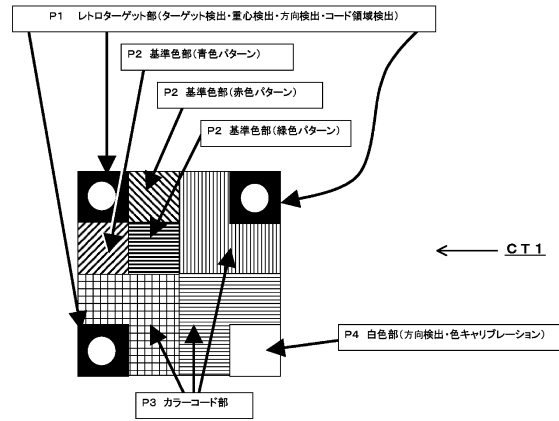 P1 レトロターゲット部(ターゲット検出・重心検出・方向検出・コード領域検出)
P2 基準色部(青色パターン)
P2 基準色部(赤色パターン)
P2 基準色部(緑色パターン)
CT1
P4 白色部(方向検出・色キャリブレーション)
P3 カラーコード部